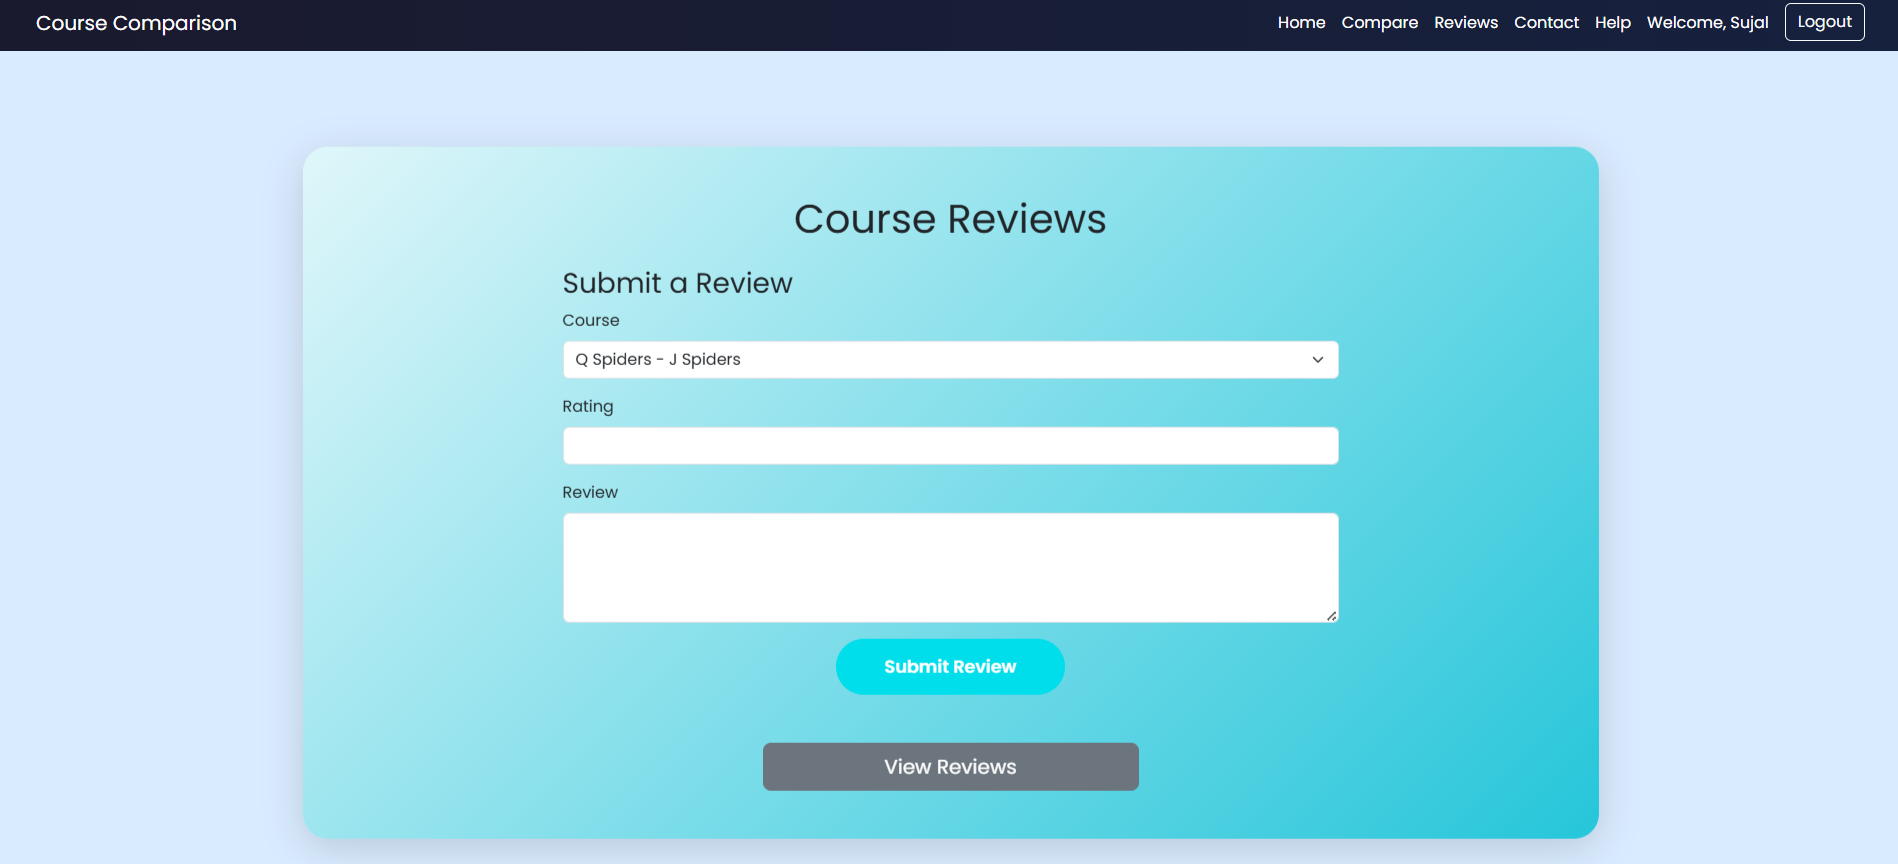 Course Comparison
Home Compare Reviews Contact Help Welcome, Sujal Logout
Course Reviews
Submit a Review
Course
Q Spiders - J Spiders
Rating
Review
Submit Review
View Reviews